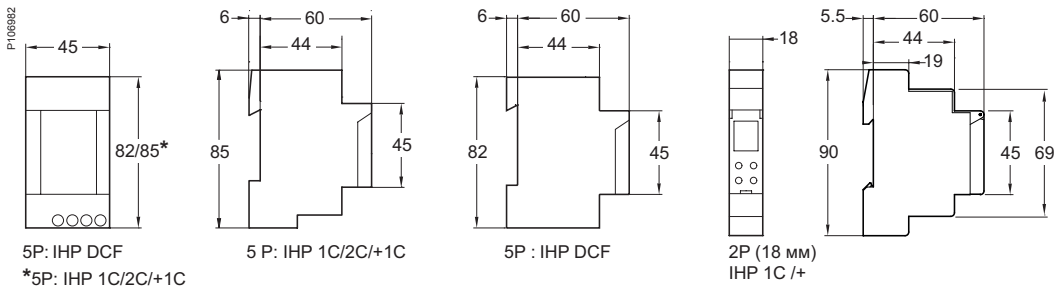 P106982
45
82/85*
5P: IHP DCF
*5P: IHP 1C/2C/+1C
6
60
44
85
45
5 P: IHP 1C/2C/+1C
6
60
44
82
45
5P : IHP DCF
18
2P (18 мм)
IHP 1C /+
5.5
60
44
19
90
45
69